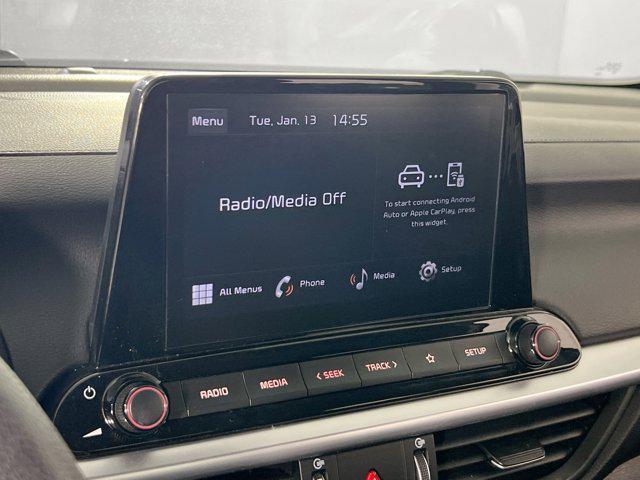 Menu Tue, Jan. 13 14:55
Radio/Media Off
To start connecting Android
Auto or Apple CarPlay, press
this widget.
All Menus Phone Media Setup
RADIO MEDIA < SEEK TRACK > ☆ SETUP